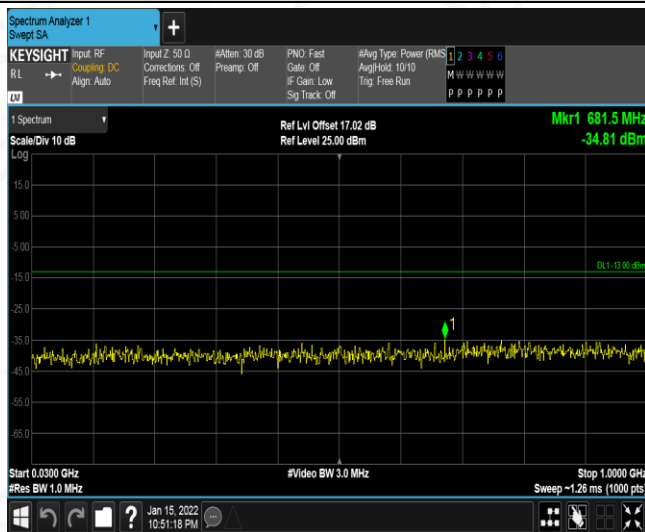 Spectrum Analyzer 1
Swept SA
+
KEYSIGHT
RL
LXI
Input: RF
Coupling: DC
Align: Auto
Input Z: 50 Ω
Corrections: Off
Freq Ref: Int (S)
#Atten: 30 dB
Preamp: Off
PNO: Fast
Gate: Off
IF Gain: Low
Sig Track: Off
#Avg Type: Power (RMS
Avg|Hold: 10/10
Trig: Free Run
1 2 3 4 5 6
M W W W W W
P P P P P P
1 Spectrum
Scale/Div 10 dB
Log
Ref Lvl Offset 17.02 dB
Ref Level 25.00 dBm
Mkr1 681.5 MHz
-34.81 dBm
15.0
5.00
-5.00
-15.0
-25.0
-35.0
-45.0
-55.0
-65.0
DL1 -13.00 dBm
1
Start 0.0300 GHz
#Res BW 1.0 MHz
#Video BW 3.0 MHz
Stop 1.0000 GHz
Sweep ~1.26 ms (1000 pts)
?
Jan 15, 2022
10:51:18 PM